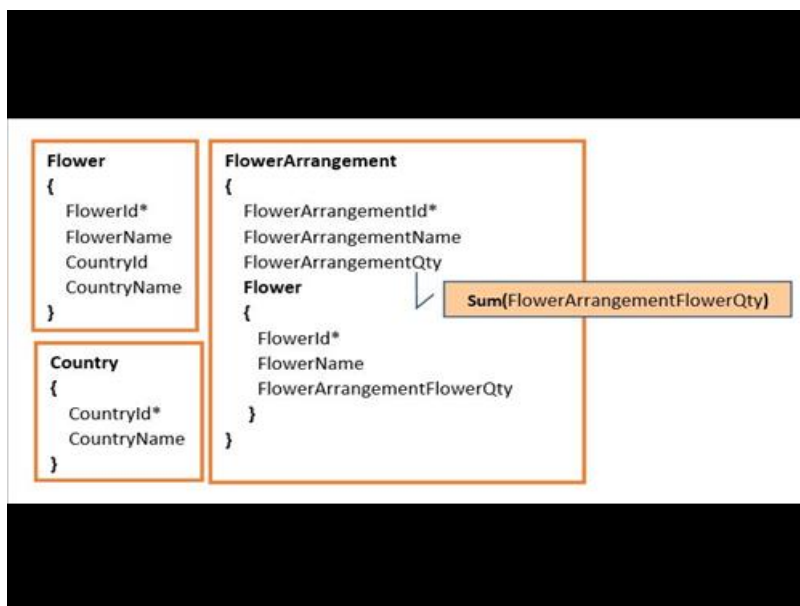 Flower
{
FlowerId*
FlowerName
CountryId
CountryName
}
Country
{
CountryId*
CountryName
}
FlowerArrangement
{
FlowerArrangementId*
FlowerArrangementName
FlowerArrangementQty
Flower
{
FlowerId*
FlowerName
FlowerArrangementFlowerQty
}
}
Sum(FlowerArrangementFlowerQty)